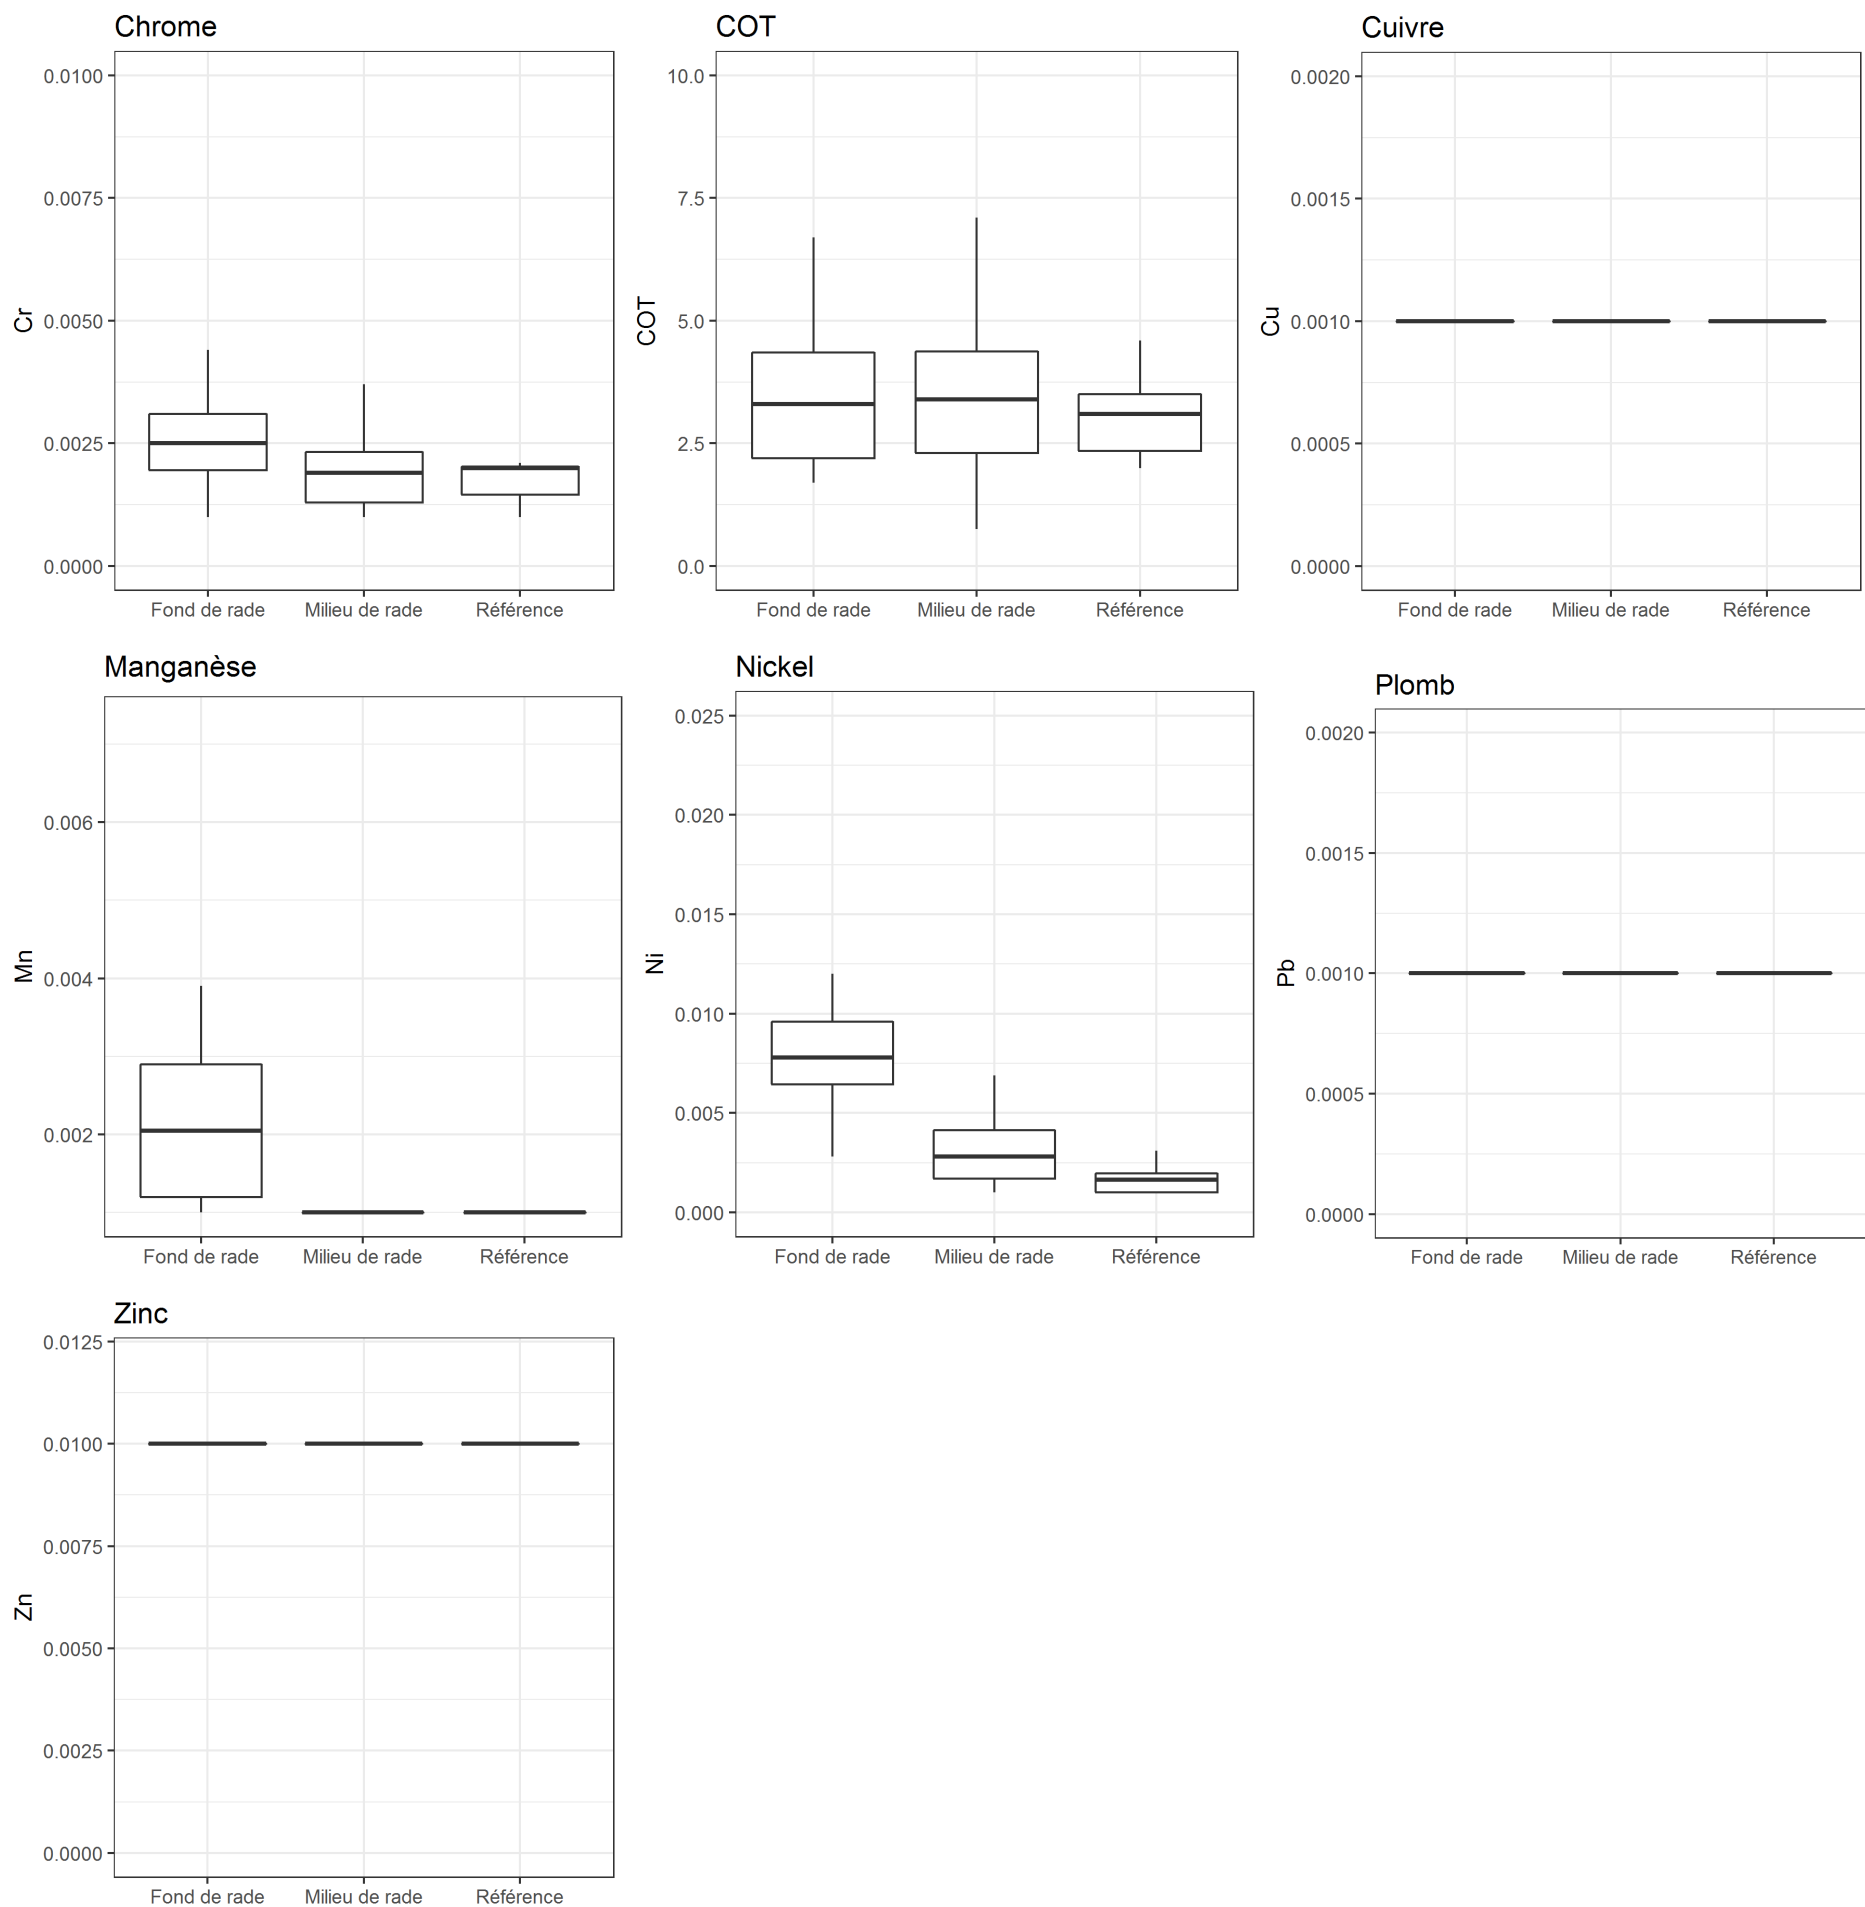 Chrome
0.0100
0.0075
0.0050
0.0025
0.0000
Cr
Fond de rade Milieu de rade Référence
COT
10.0
7.5
5.0
2.5
0.0
COT
Fond de rade Milieu de rade Référence
Cuivre
0.0020
0.0015
0.0010
0.0005
0.0000
Cu
Fond de rade Milieu de rade Référence
Manganèse
0.006
0.004
0.002
Mn
Fond de rade Milieu de rade Référence
Nickel
0.025
0.020
0.015
0.010
0.005
0.000
Ni
Fond de rade Milieu de rade Référence
Plomb
0.0020
0.0015
0.0010
0.0005
0.0000
Pb
Fond de rade Milieu de rade Référence
Zinc
0.0125
0.0100
0.0075
0.0050
0.0025
0.0000
Zn
Fond de rade Milieu de rade Référence